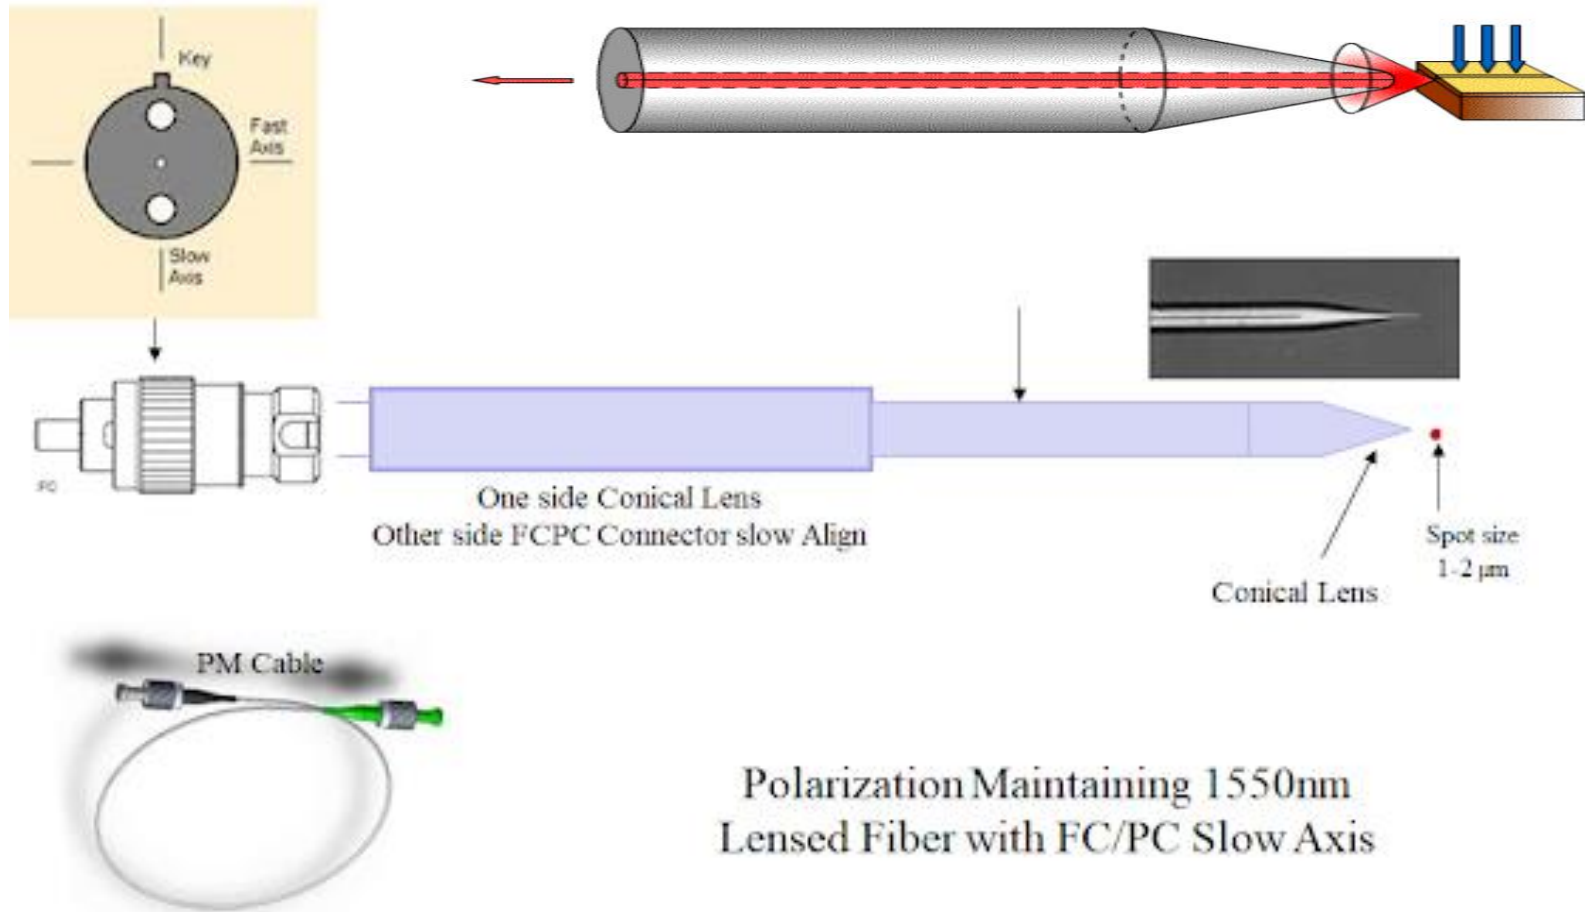 Key
Fast
Axis
Slow
Axis
FC
One side Conical Lens
Other side FCPC Connector slow Align
Spot size
1-2 μm
Conical Lens
PM Cable
Polarization Maintaining 1550nm
Lensed Fiber with FC/PC Slow Axis